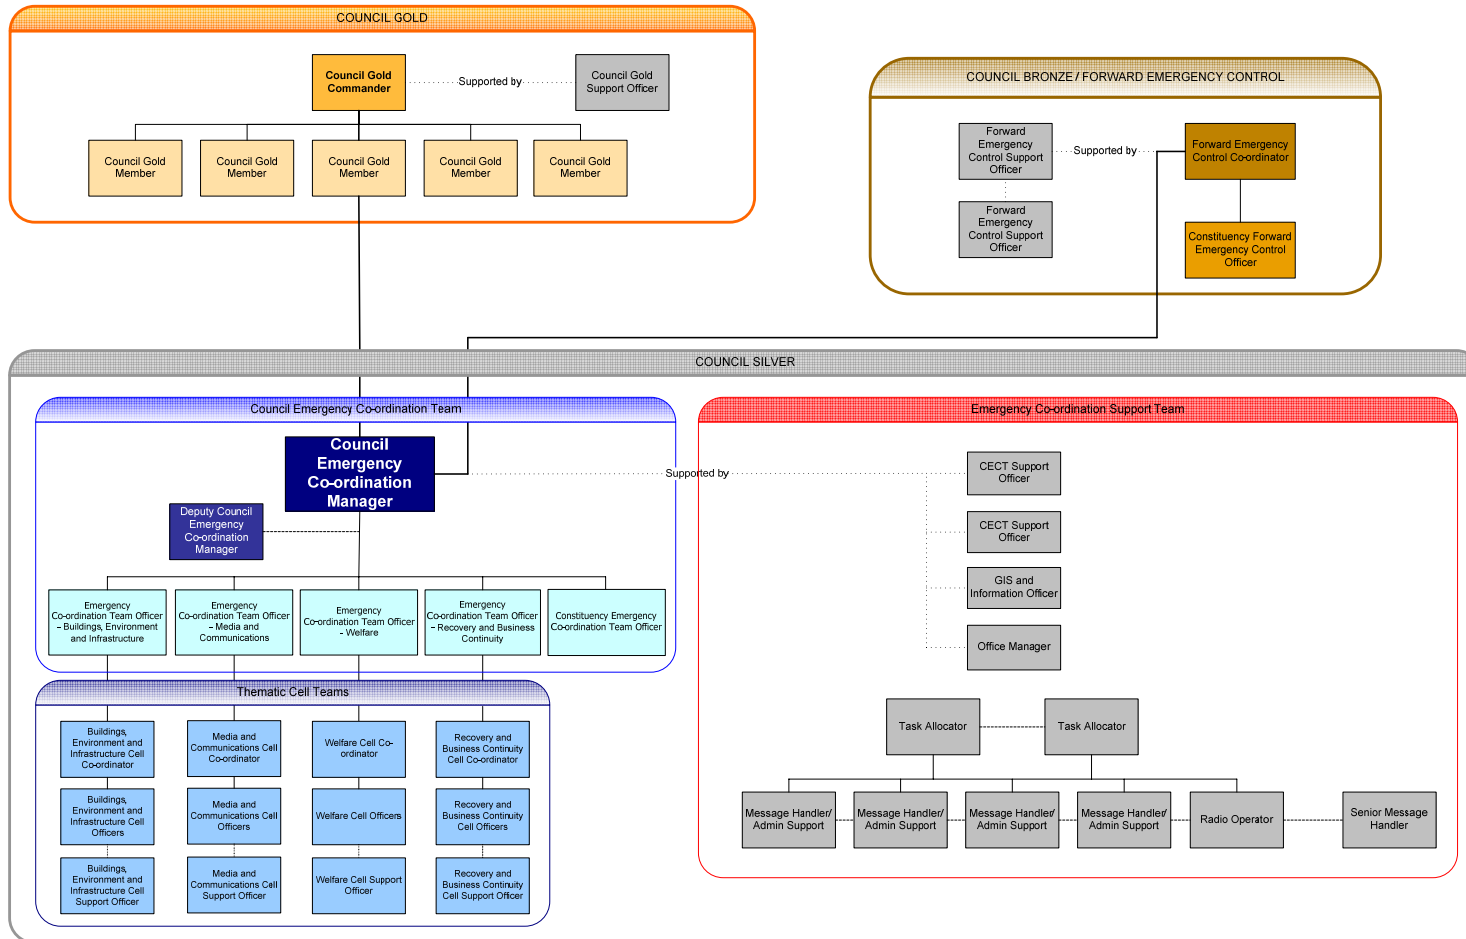 COUNCIL GOLD
Council Gold
Commander
Supported by
Council Gold
Support Officer
Council Gold
Member
Council Gold
Member
Council Gold
Member
Council Gold
Member
Council Gold
Member
COUNCIL BRONZE / FORWARD EMERGENCY CONTROL
Forward
Emergency
Control Support
Officer
Supported by
Forward Emergency
Control Co-ordinator
Forward
Emergency
Control Support
Officer
Constituency Forward
Emergency Control
Officer
COUNCIL SILVER
Council Emergency Co-ordination Team
Council
Emergency
Co-ordination
Manager
Supported by
Deputy Council
Emergency
Co-ordination
Manager
Emergency
Co-ordination Team Officer
– Buildings, Environment
and Infrastructure
Emergency
Co-ordination Team Officer
– Media and
Communications
Emergency
Co-ordination Team Officer
– Welfare
Emergency
Co-ordination Team Officer
– Recovery and Business
Continuity
Constituency Emergency
Co-ordination Team Officer
Thematic Cell Teams
Buildings,
Environment and
Infrastructure Cell
Co-ordinator
Media and
Communications Cell
Co-ordinator
Welfare Cell Co-
ordinator
Recovery and
Business Continuity
Cell Co-ordinator
Buildings,
Environment and
Infrastructure Cell
Officers
Media and
Communications Cell
Officers
Welfare Cell Officers
Recovery and
Business Continuity
Cell Officers
Buildings,
Environment and
Infrastructure Cell
Support Officer
Media and
Communications Cell
Support Officer
Welfare Cell Support
Officer
Recovery and
Business Continuity
Cell Support Officer
Emergency Co-ordination Support Team
CECT Support
Officer
CECT Support
Officer
GIS and
Information Officer
Office Manager
Task Allocator
Task Allocator
Message Handler/
Admin Support
Message Handler/
Admin Support
Message Handler/
Admin Support
Message Handler/
Admin Support
Radio Operator
Senior Message
Handler